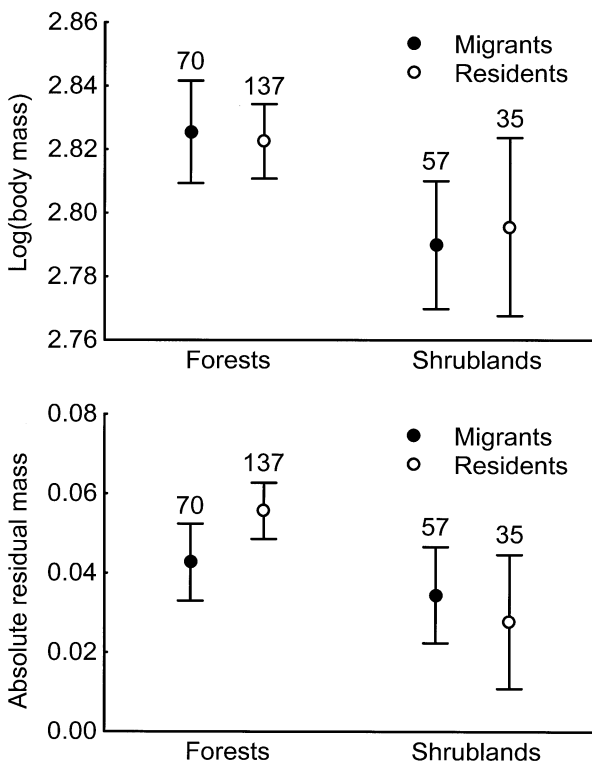 2.86
2.84
2.82
2.80
2.78
2.76
Log(body mass)
70
137
57
35
Migrants
Residents
Forests
Shrublands
0.08
0.06
0.04
0.02
0.00
Absolute residual mass
70
137
57
35
Migrants
Residents
Forests
Shrublands